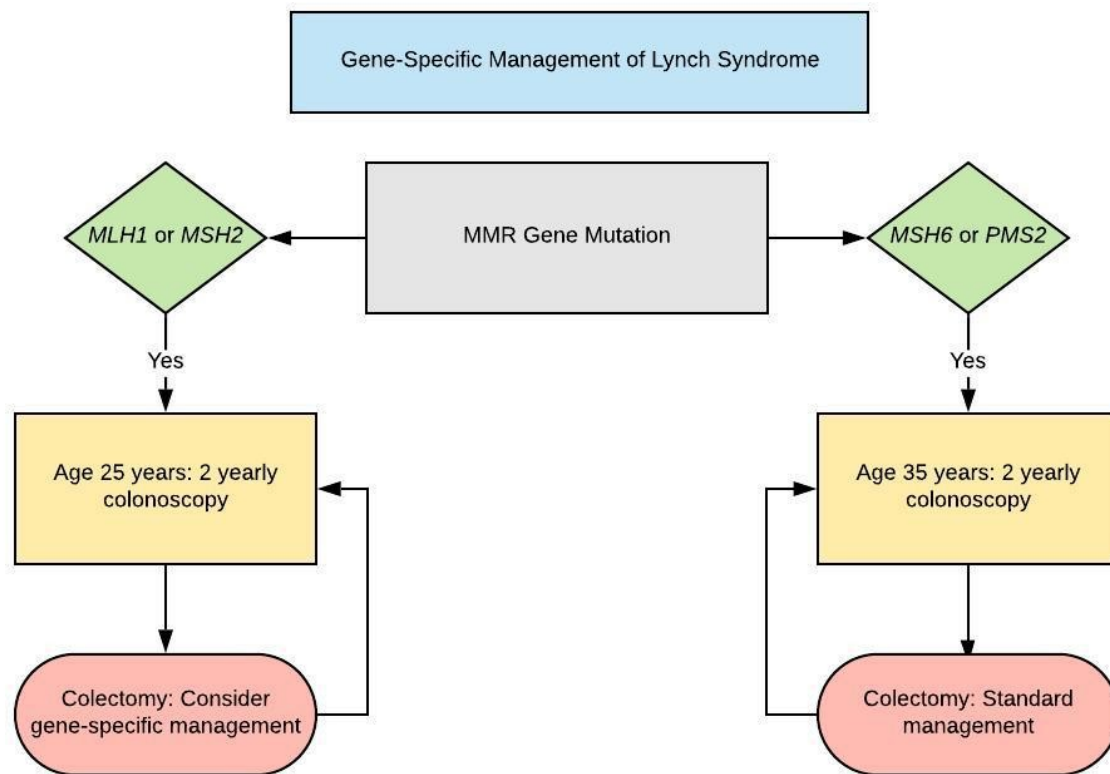 Gene-Specific Management of Lynch Syndrome
MLH1 or MSH2
MMR Gene Mutation
MSH6 or PMS2
Yes
Yes
Age 25 years: 2 yearly
colonoscopy
Age 35 years: 2 yearly
colonoscopy
Colectomy: Consider
gene-specific management
Colectomy: Standard
management